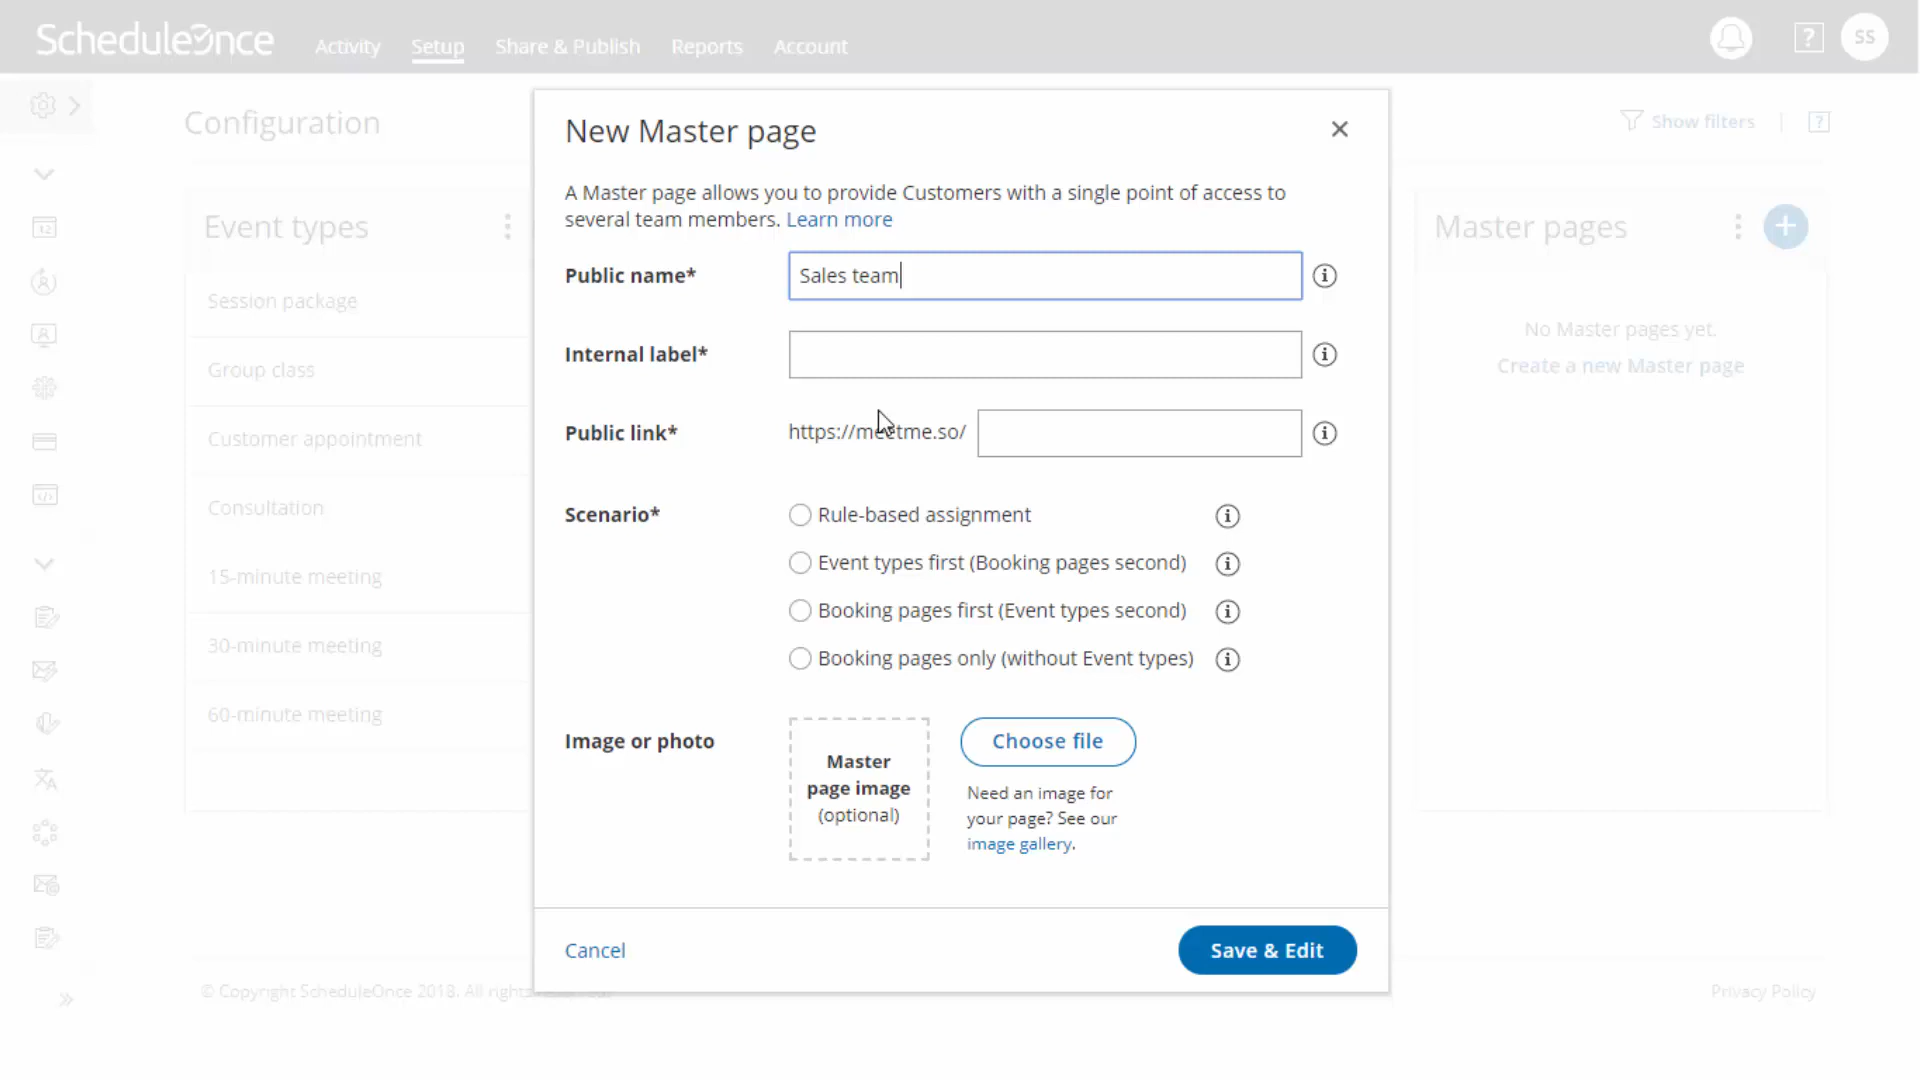 ScheduleOnce
Activity Setup Share & Publish Reports Account
? SS
Configuration
Show filters ?
Event types
Session package
Group class
Customer appointment
Consultation
15-minute meeting
30-minute meeting
60-minute meeting
New Master page
A Master page allows you to provide Customers with a single point of access to
several team members. Learn more
Public name* Sales team
Internal label*
Public link* https://meetme.so/
Scenario* Rule-based assignment
Event types first (Booking pages second)
Booking pages first (Event types second)
Booking pages only (without Event types)
Image or photo
Master
page image
(optional)
Choose file
Need an image for
your page? See our
image gallery.
Cancel Save & Edit
Master pages
No Master pages yet.
Create a new Master page
© Copyright ScheduleOnce 2018. All rights
Privacy Policy